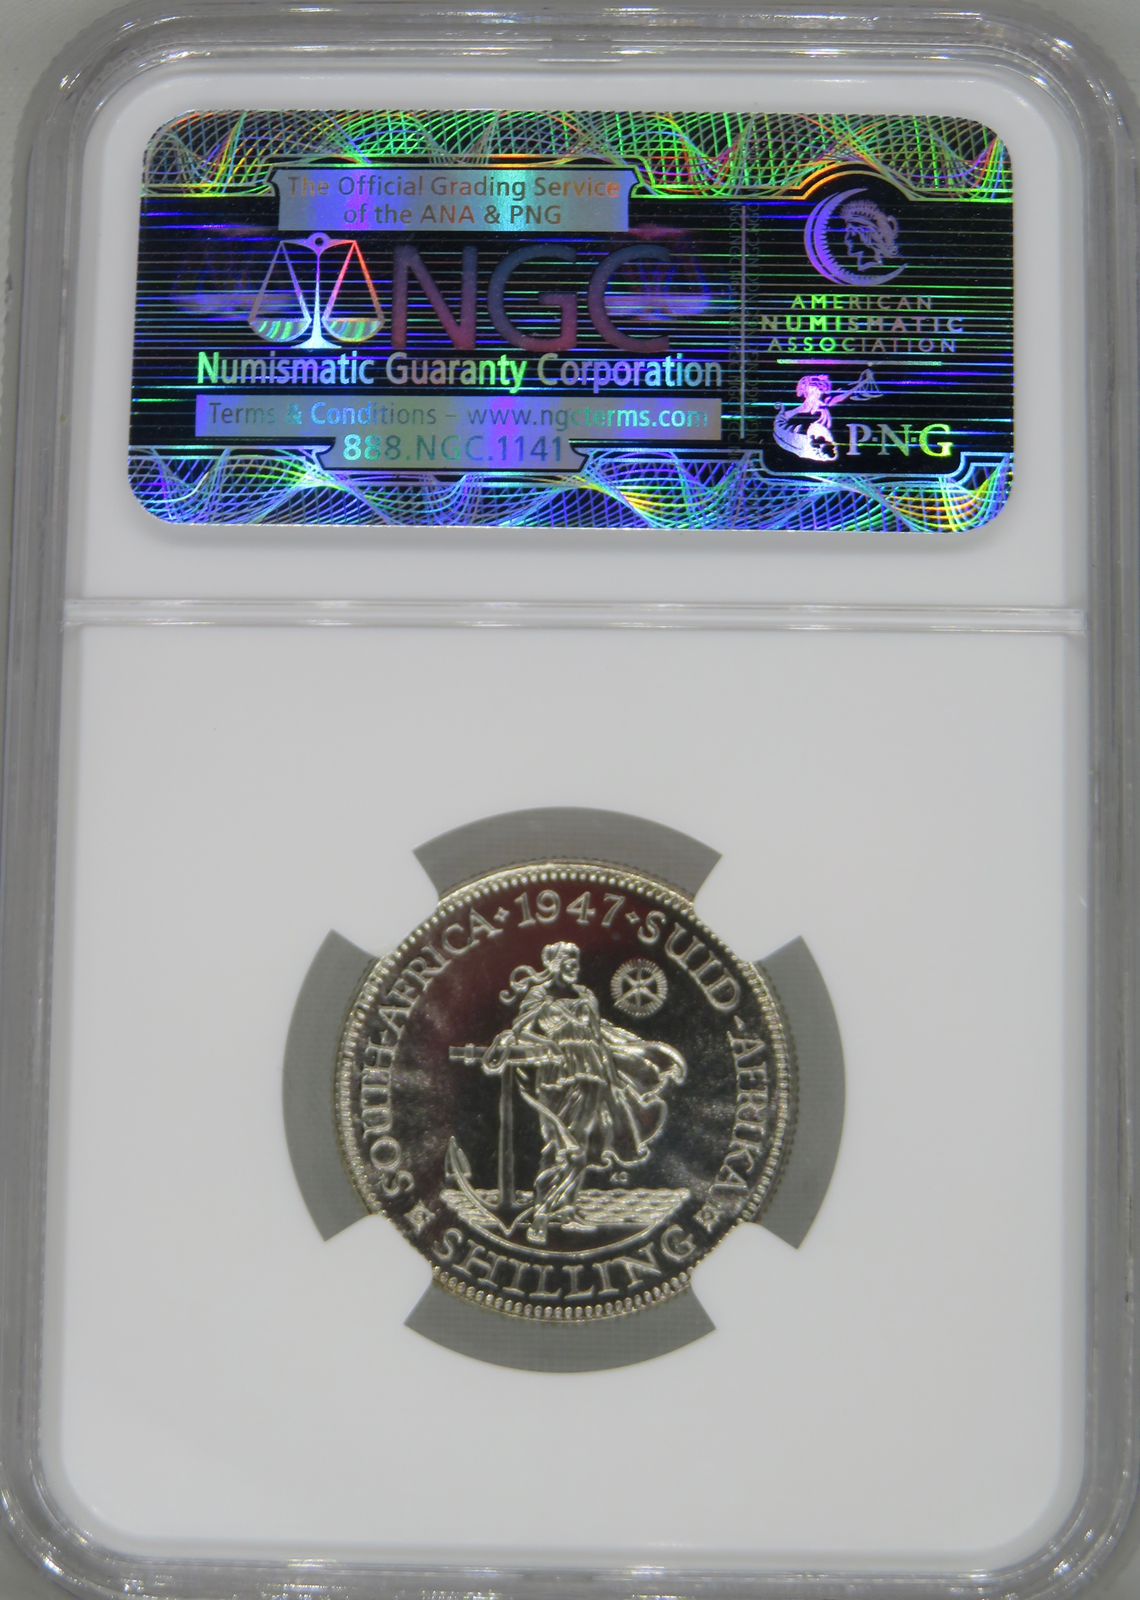 The Official Grading Service
of the ANA & PNG
NGC
Numismatic Guaranty Corporation
Terms & Conditions – www.ngcterms.com
888.NGC.1141
AMERICAN
NUMISMATIC
ASSOCIATION
P·N·G
SOUTH-AFRICA · 1947 · SUID-AFRIKA
SHILLING